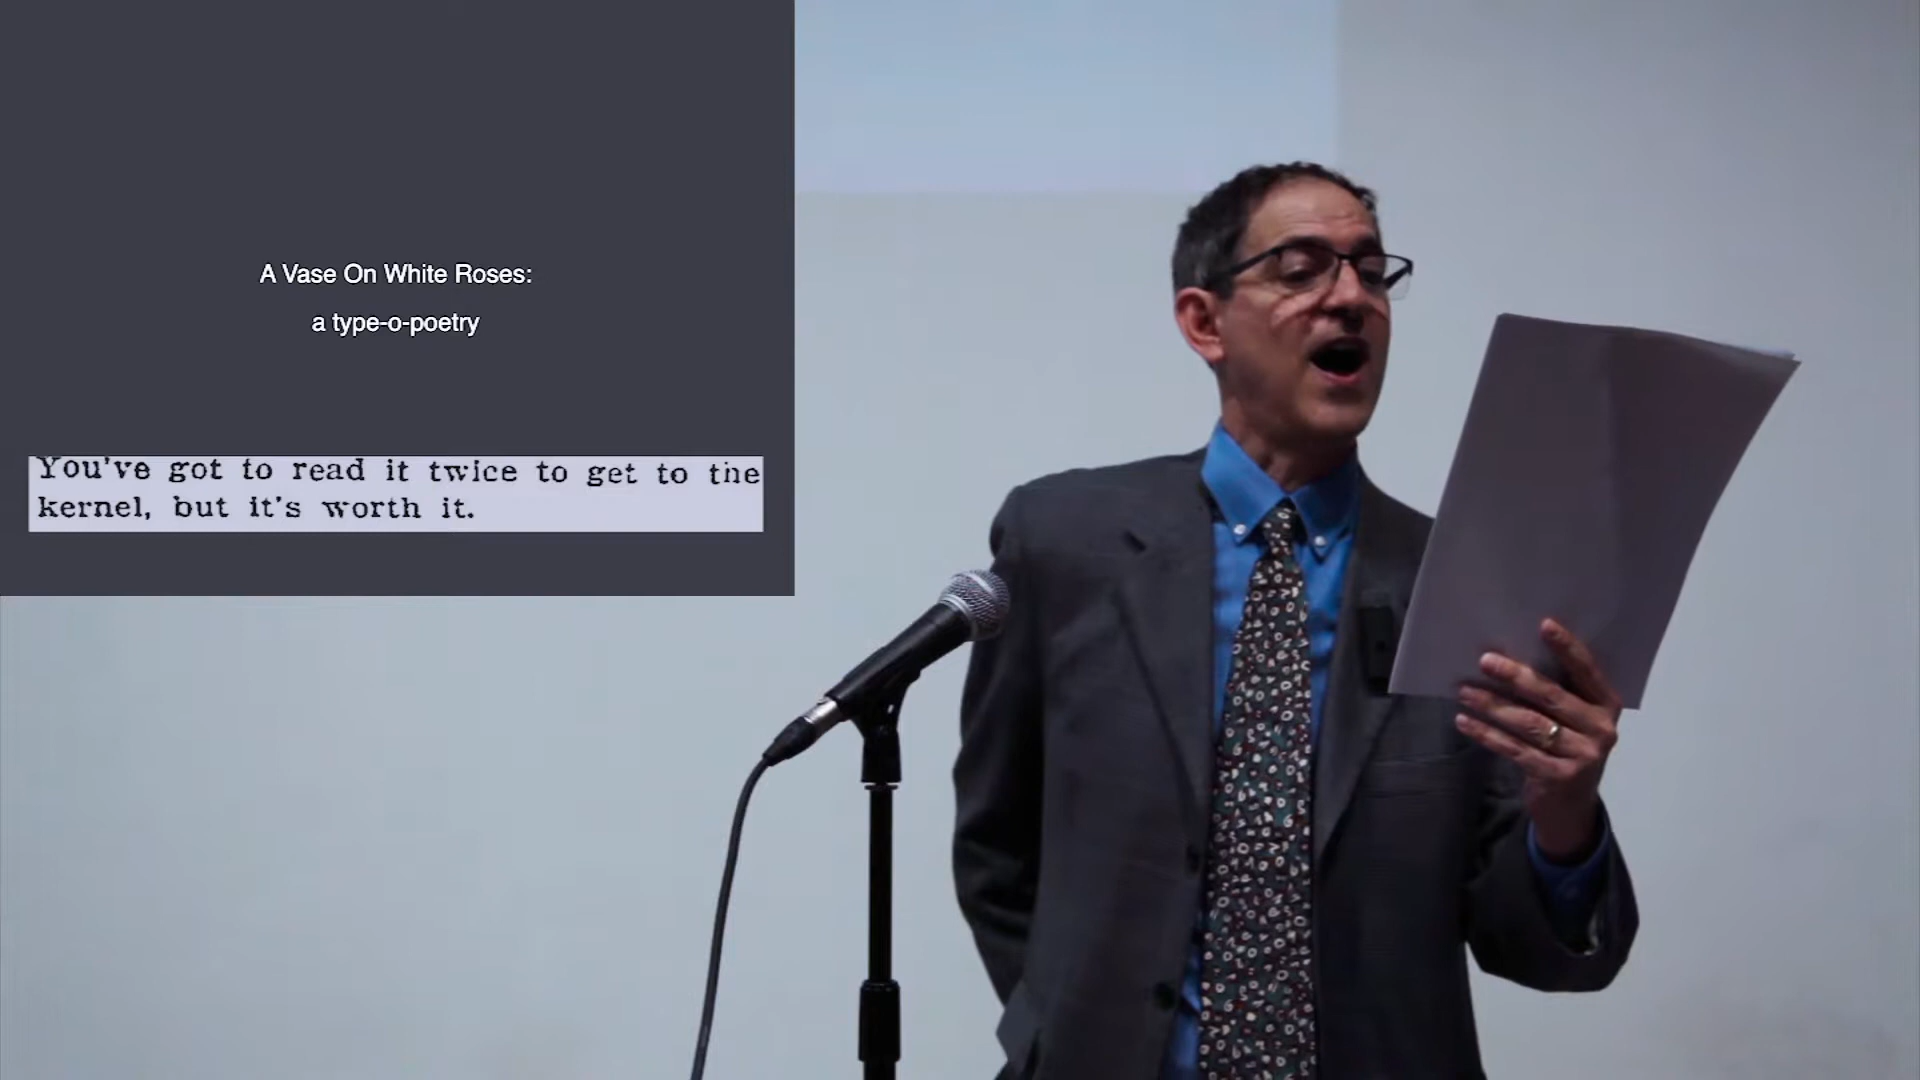 A Vase On White Roses:
a type-o-poetry
You've got to read it twice to get to the
kernel, but it's worth it.